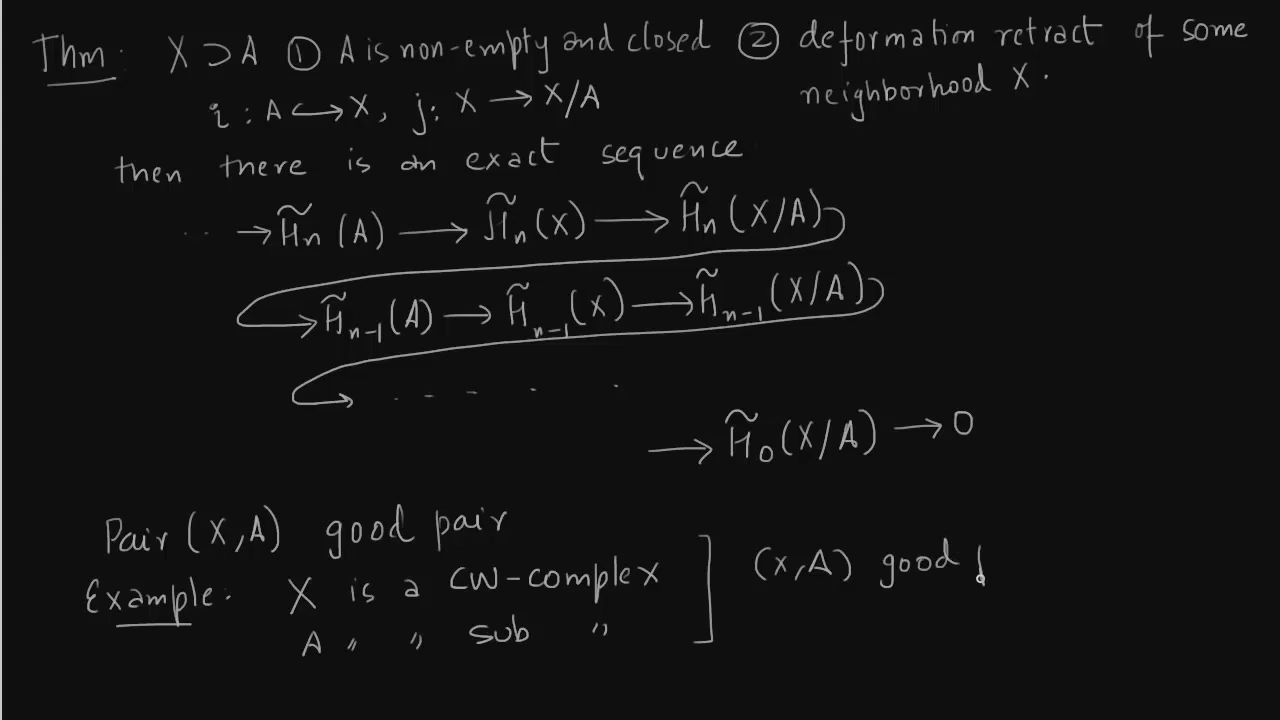 Thm: X ⊃ A ① A is non-empty and closed ② deformation retract of some
neighborhood X.
i : A ↪ X, j: X → X/A
then there is an exact sequence
.. → H̃n (A) → H̃n (X) → H̃n (X/A)
→ H̃n-1 (A) → H̃n-1 (X) → H̃n-1 (X/A)
→ . - - . .
→ H̃0 (X/A) → 0
Pair (X,A) good pair
Example. X is a CW-complex ] (X,A) good
A " " sub "